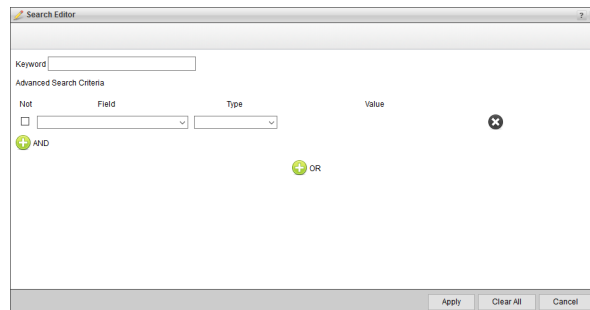 Search Editor ?
Keyword
Advanced Search Criteria
Not Field Type Value
AND
OR
Apply Clear All Cancel